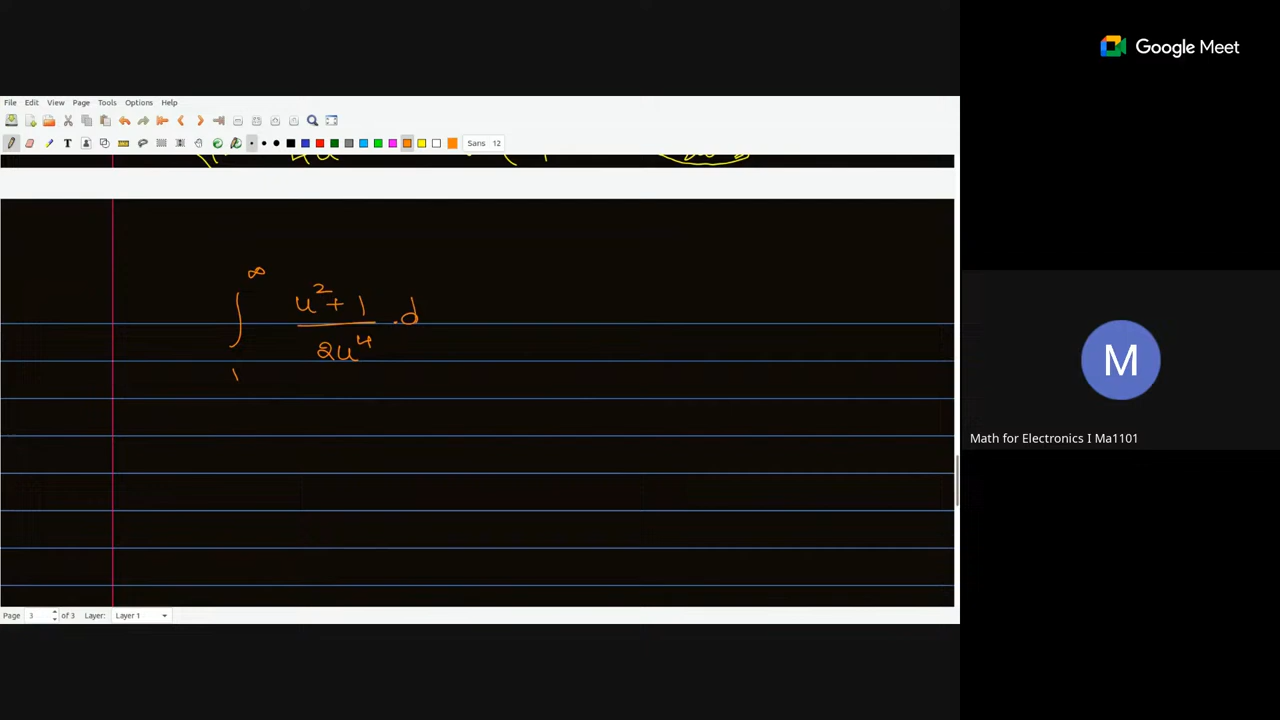 Google Meet
File Edit View Page Tools Options Help
Sans 12
∞
∫ u²+1 / 2u⁴ . d
1
M
Math for Electronics I Ma1101
Page 3 of 3 Layer: Layer 1